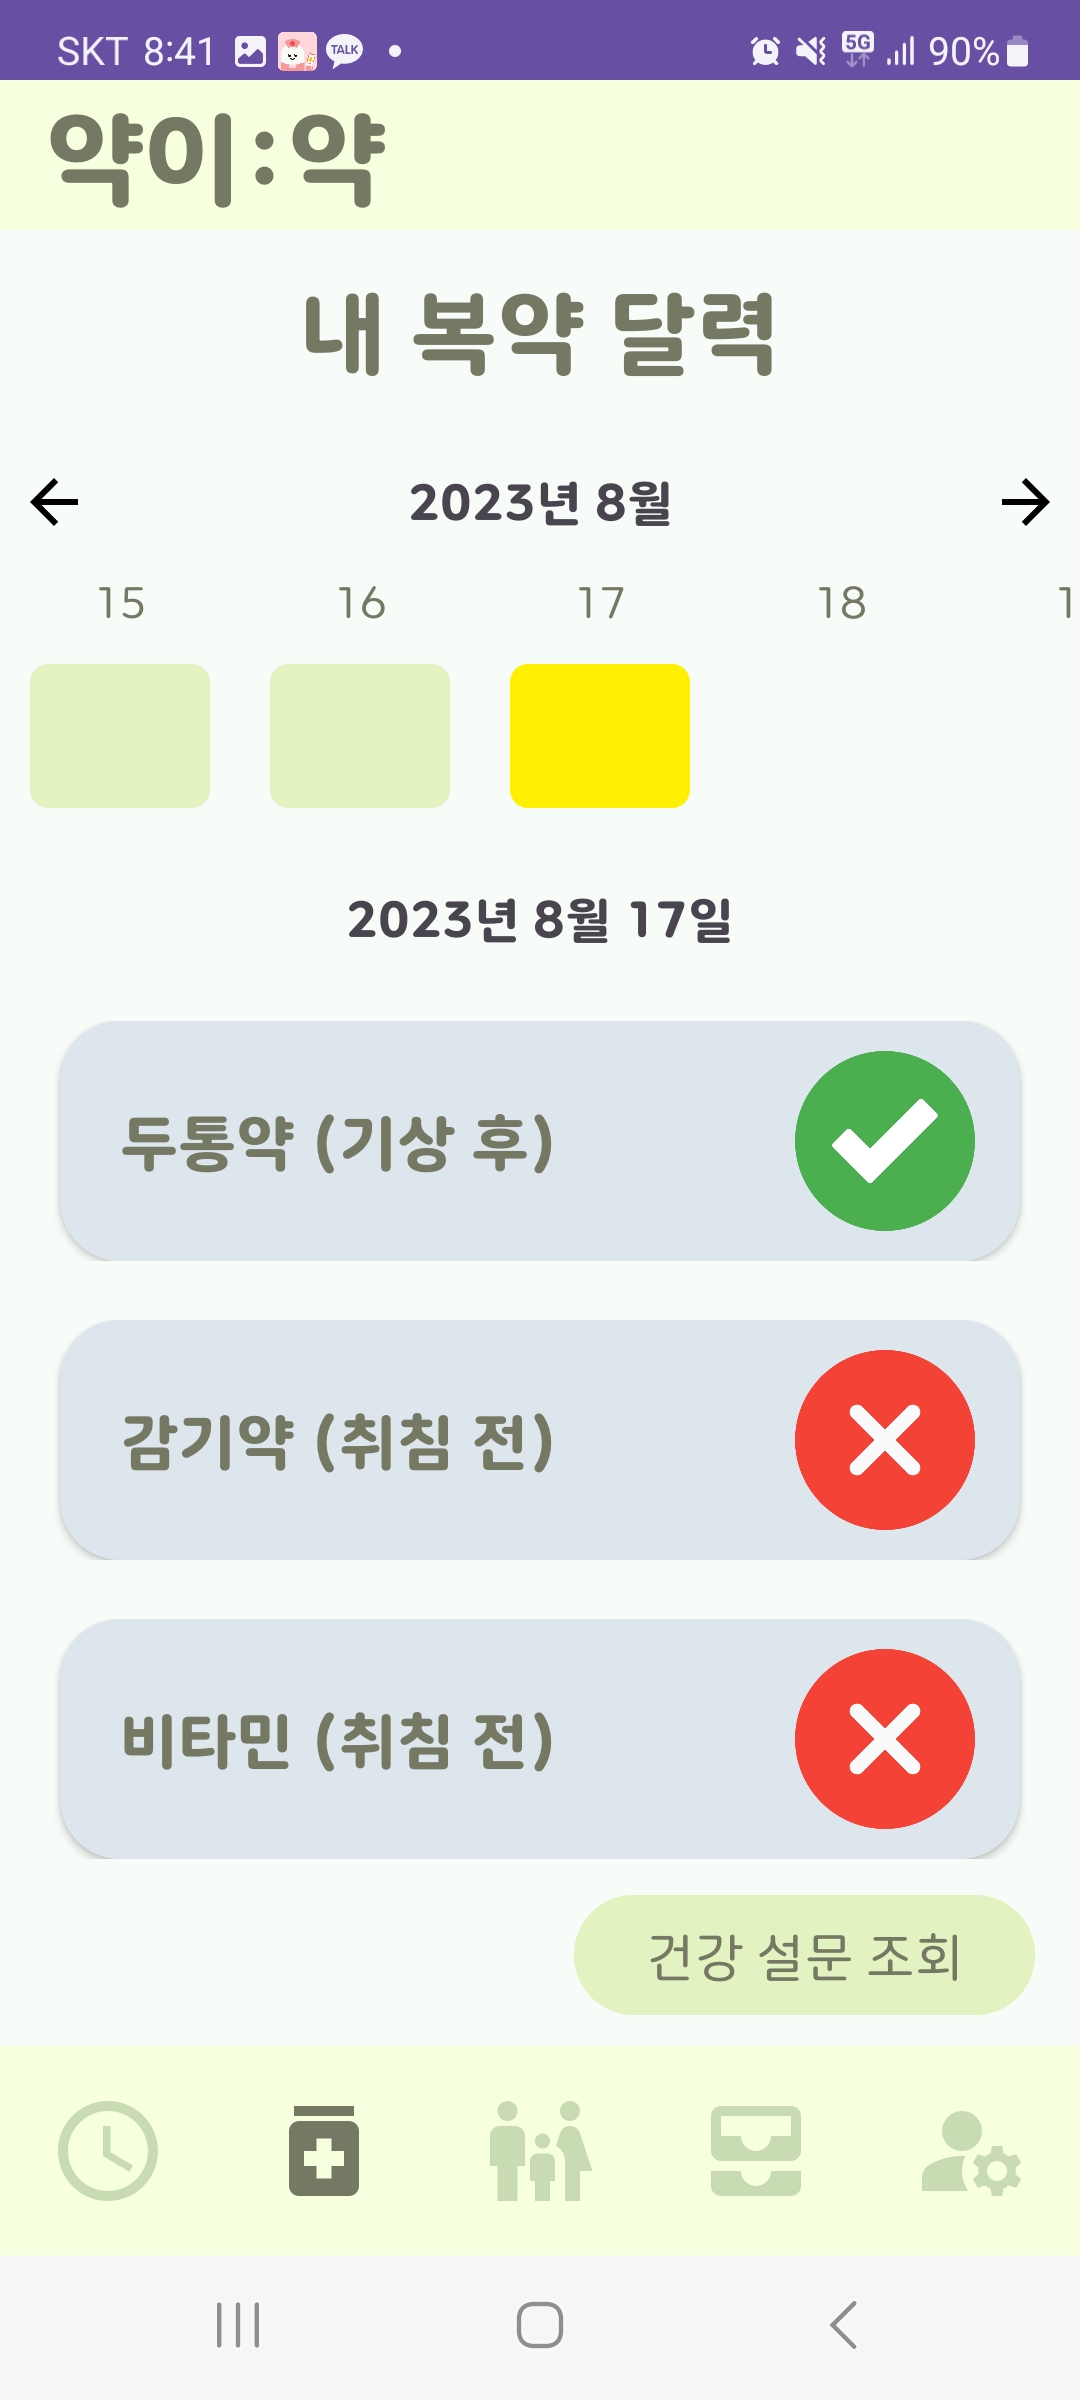 SKT 8:41 TALK 5G 90%
약이:약
내 복약 달력
2023년 8월
15 16 17 18 1
2023년 8월 17일
두통약 (기상 후)
감기약 (취침 전)
비타민 (취침 전)
건강 설문 조회